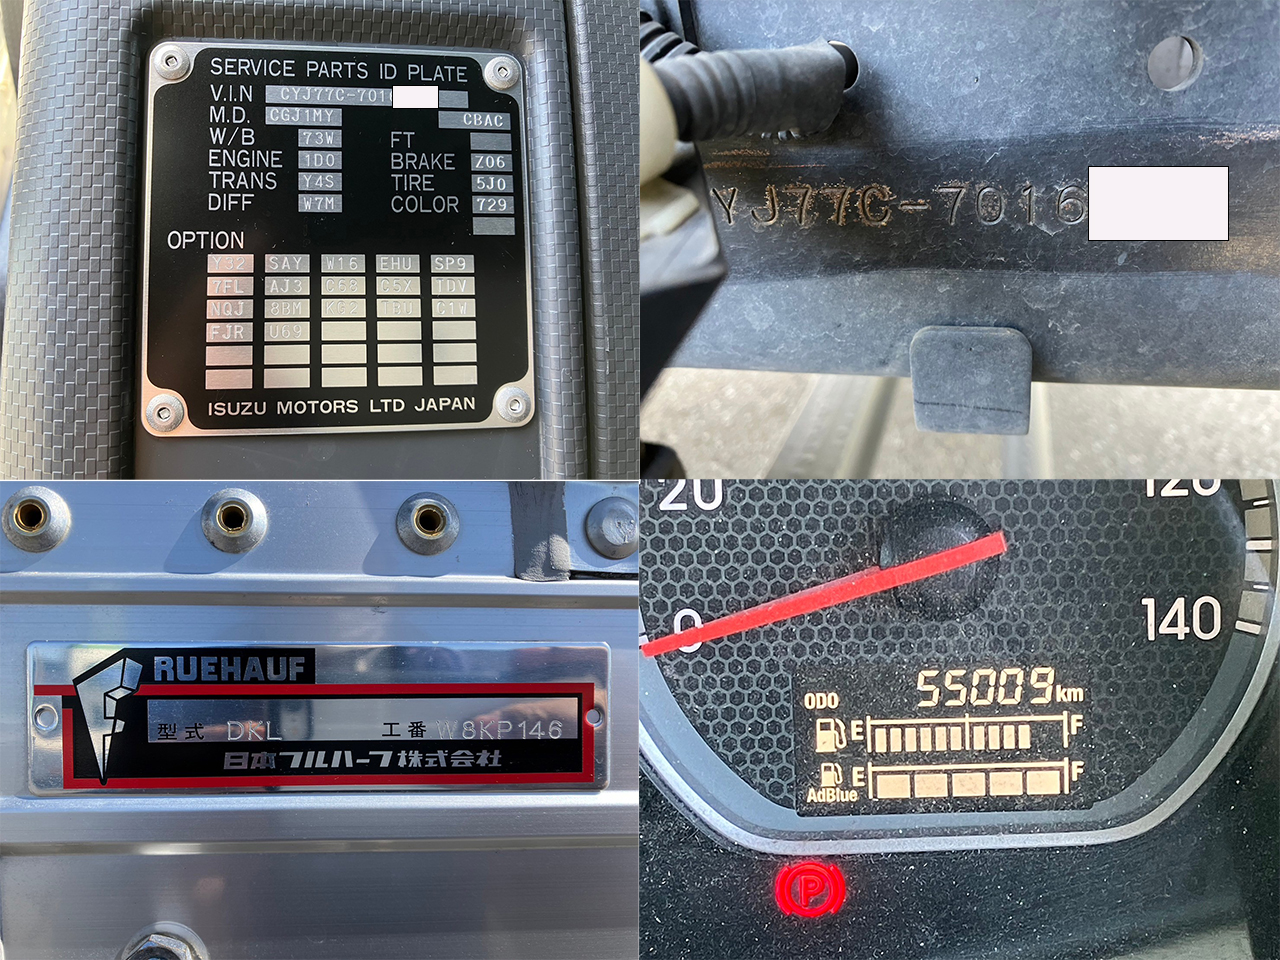 SERVICE PARTS ID PLATE
V.I.N CYJ77C-7016
M.D. CGJ1MY CBAC
W/B 73W FT
ENGINE 1D0 BRAKE Z06
TRANS Y4S TIRE 5J0
DIFF W7M COLOR 729
OPTION
Y32 SAY W16 EHU SP9
7FL AJ3 C68 C5X TDV
NQJ 8BM KG2 TBU C1W
FJR U69
ISUZU MOTORS LTD JAPAN
YJ77C-7016
RUEHAUF
型式 DKL 工番 W8KP146
日本フルハーフ株式会社
20 120
0 140
ODO 55009km
E F
E F
AdBlue
P